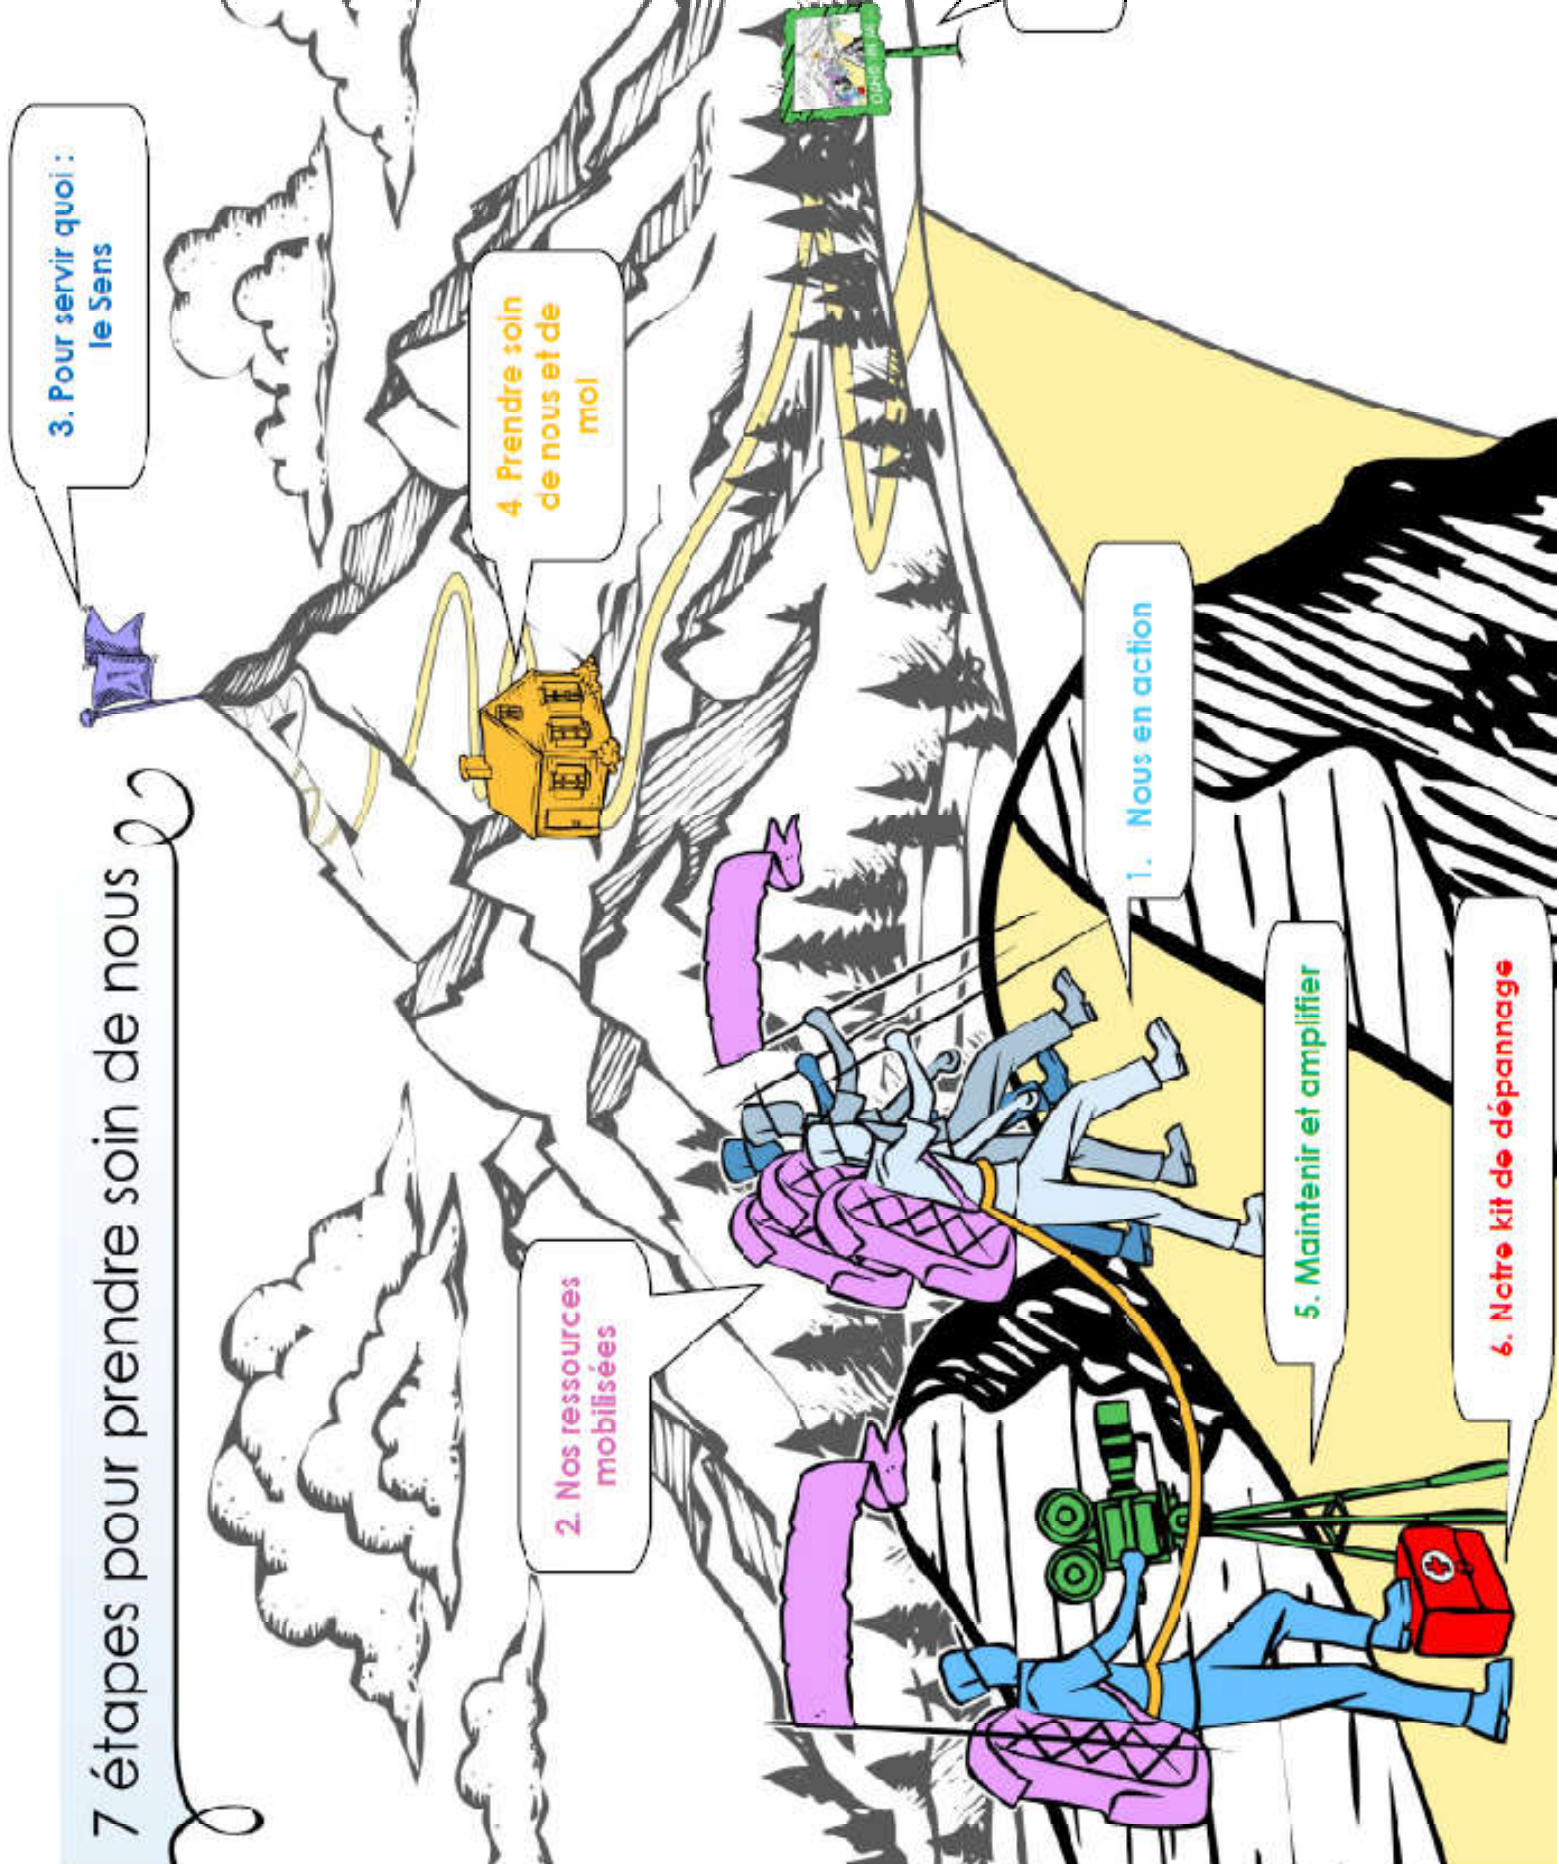 7 étapes pour prendre soin de nous
3. Pour servir quoi :
le Sens
4. Prendre soin
de nous et de
moi
2. Nos ressources
mobilisées
1. Nous en action
5. Maintenir et amplifier
6. Notre kit de dépannage